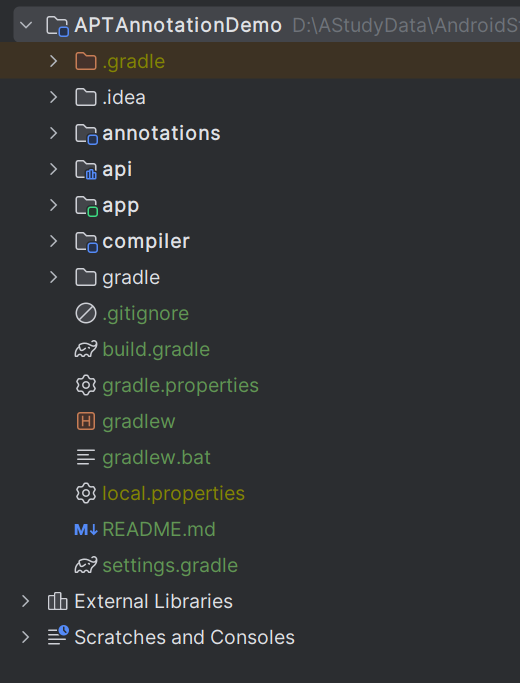 APTAnnotationDemo D:\AStudyData\AndroidS
.gradle
.idea
annotations
api
app
compiler
gradle
.gitignore
build.gradle
gradle.properties
H gradlew
gradlew.bat
local.properties
M↓ README.md
settings.gradle
External Libraries
Scratches and Consoles